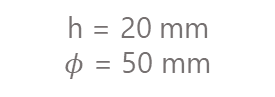 h = 20 mm
ϕ = 50 mm